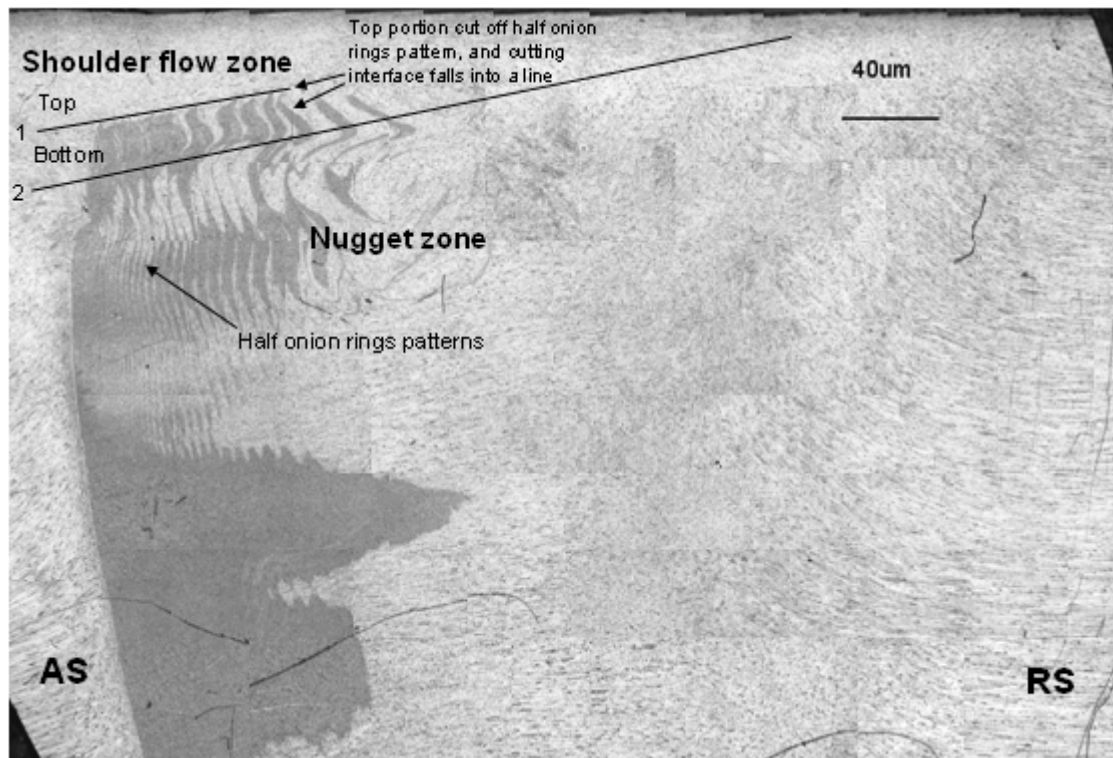 Top portion cut off half onion
rings pattern, and cutting
interface falls into a line
Shoulder flow zone
40um
Top
1
Bottom
2
Nugget zone
Half onion rings patterns
AS
RS